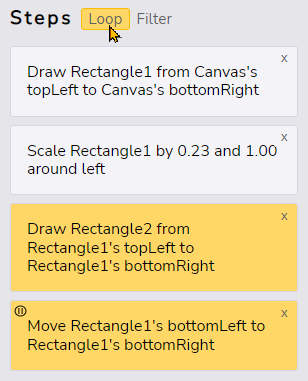 Steps Loop Filter
x
Draw Rectangle1 from Canvas's
topLeft to Canvas's bottomRight
x
Scale Rectangle1 by 0.23 and 1.00
around left
x
Draw Rectangle2 from
Rectangle1's topLeft to
Rectangle1's bottomRight
x
Move Rectangle1's bottomLeft to
Rectangle1's bottomRight